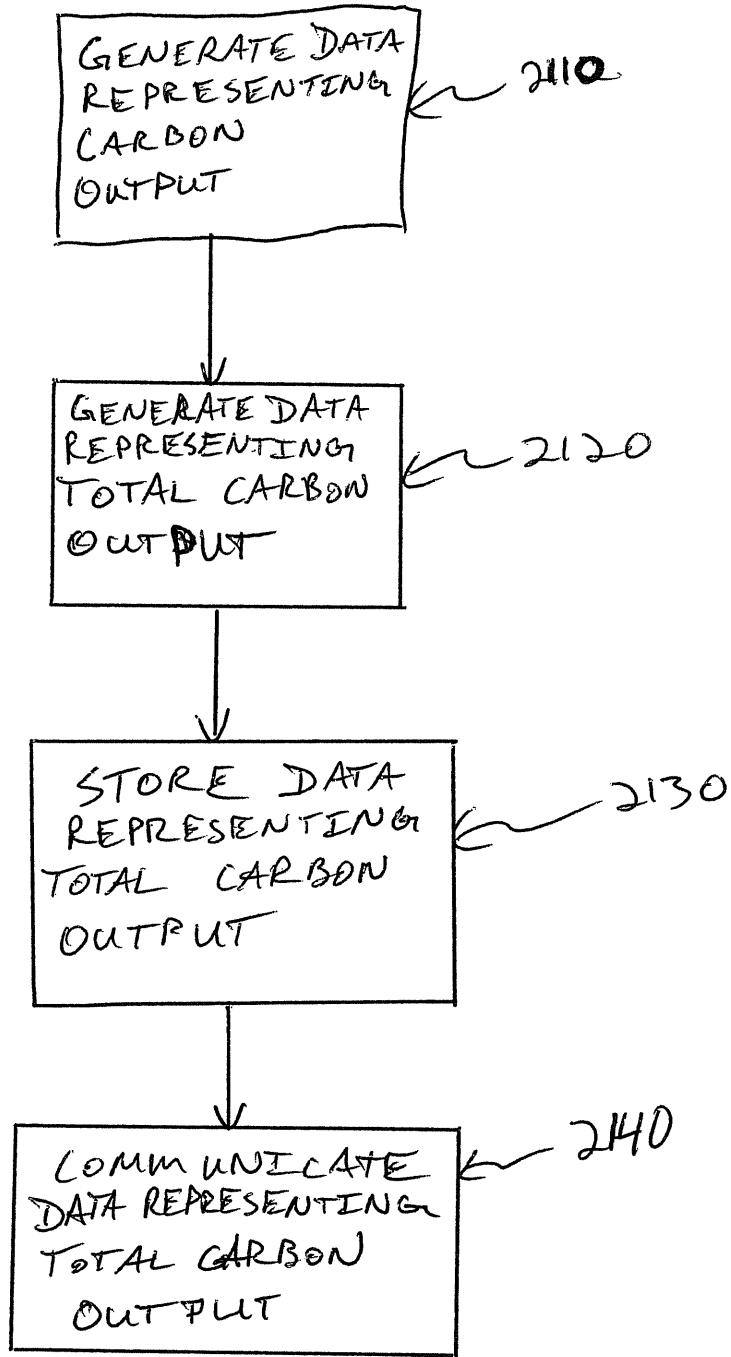 GENERATE DATA
REPRESENTING
CARBON
OUTPUT
2110
GENERATE DATA
REPRESENTING
TOTAL CARBON
OUTPUT
2120
STORE DATA
REPRESENTING
TOTAL CARBON
OUTPUT
2130
COMMUNICATE
DATA REPRESENTING
TOTAL CARBON
OUTPUT
2140